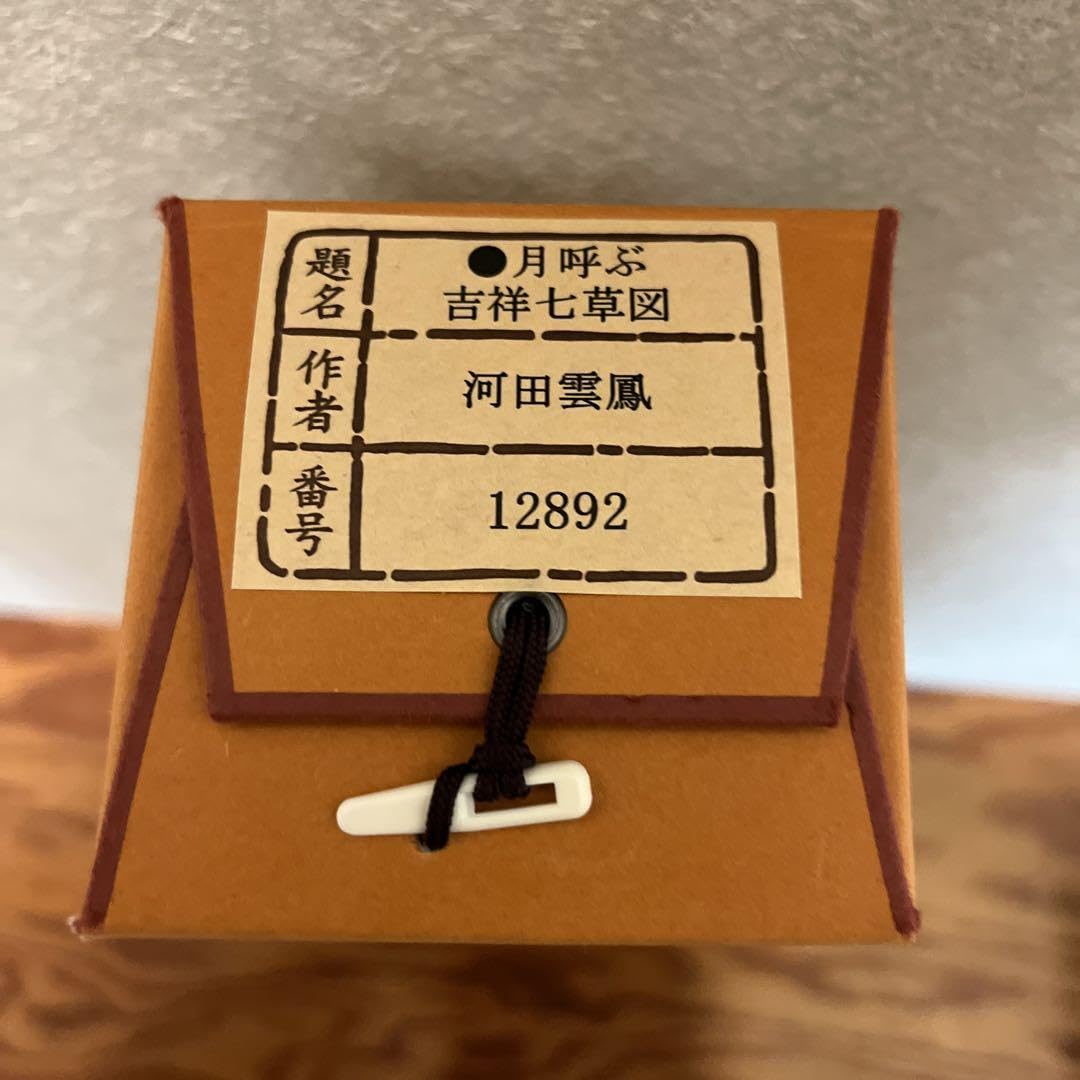 題名
●月呼ぶ
吉祥七草図
作者
河田雲鳳
番号
12892